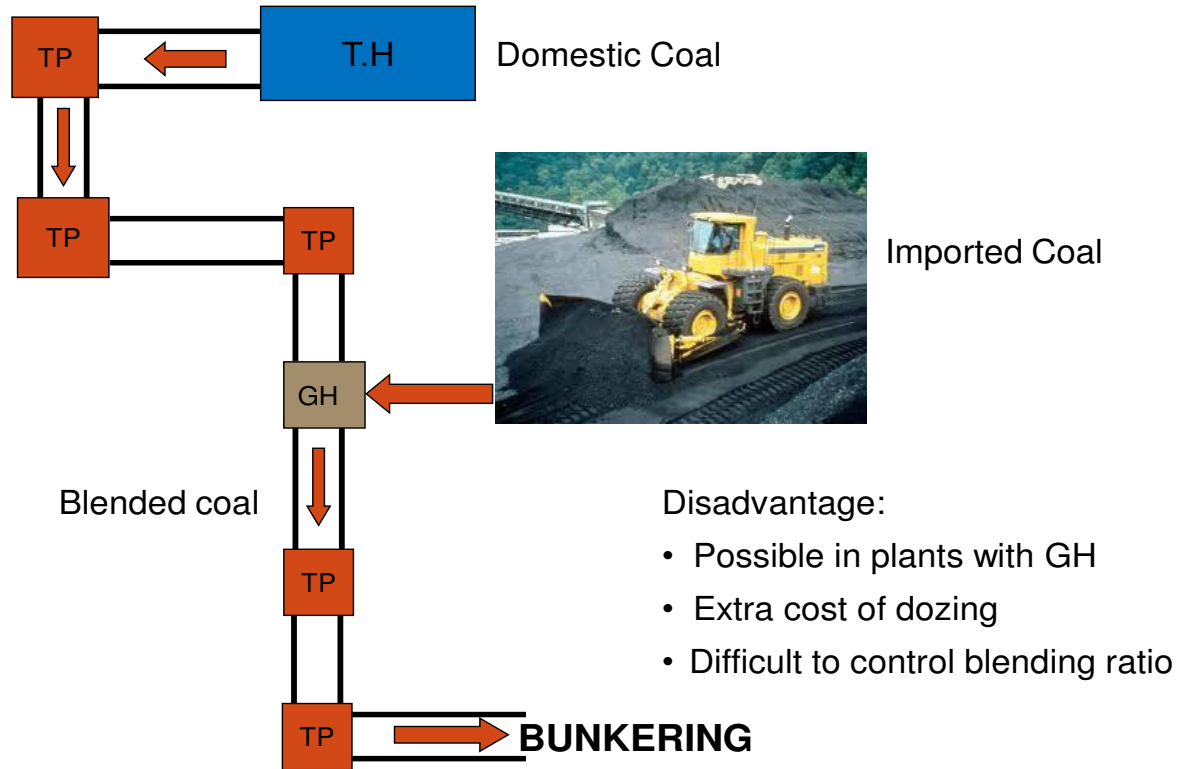 TP
T.H
Domestic Coal
TP
TP
Imported Coal
GH
Blended coal
Disadvantage:
• Possible in plants with GH
• Extra cost of dozing
• Difficult to control blending ratio
TP
TP
BUNKERING